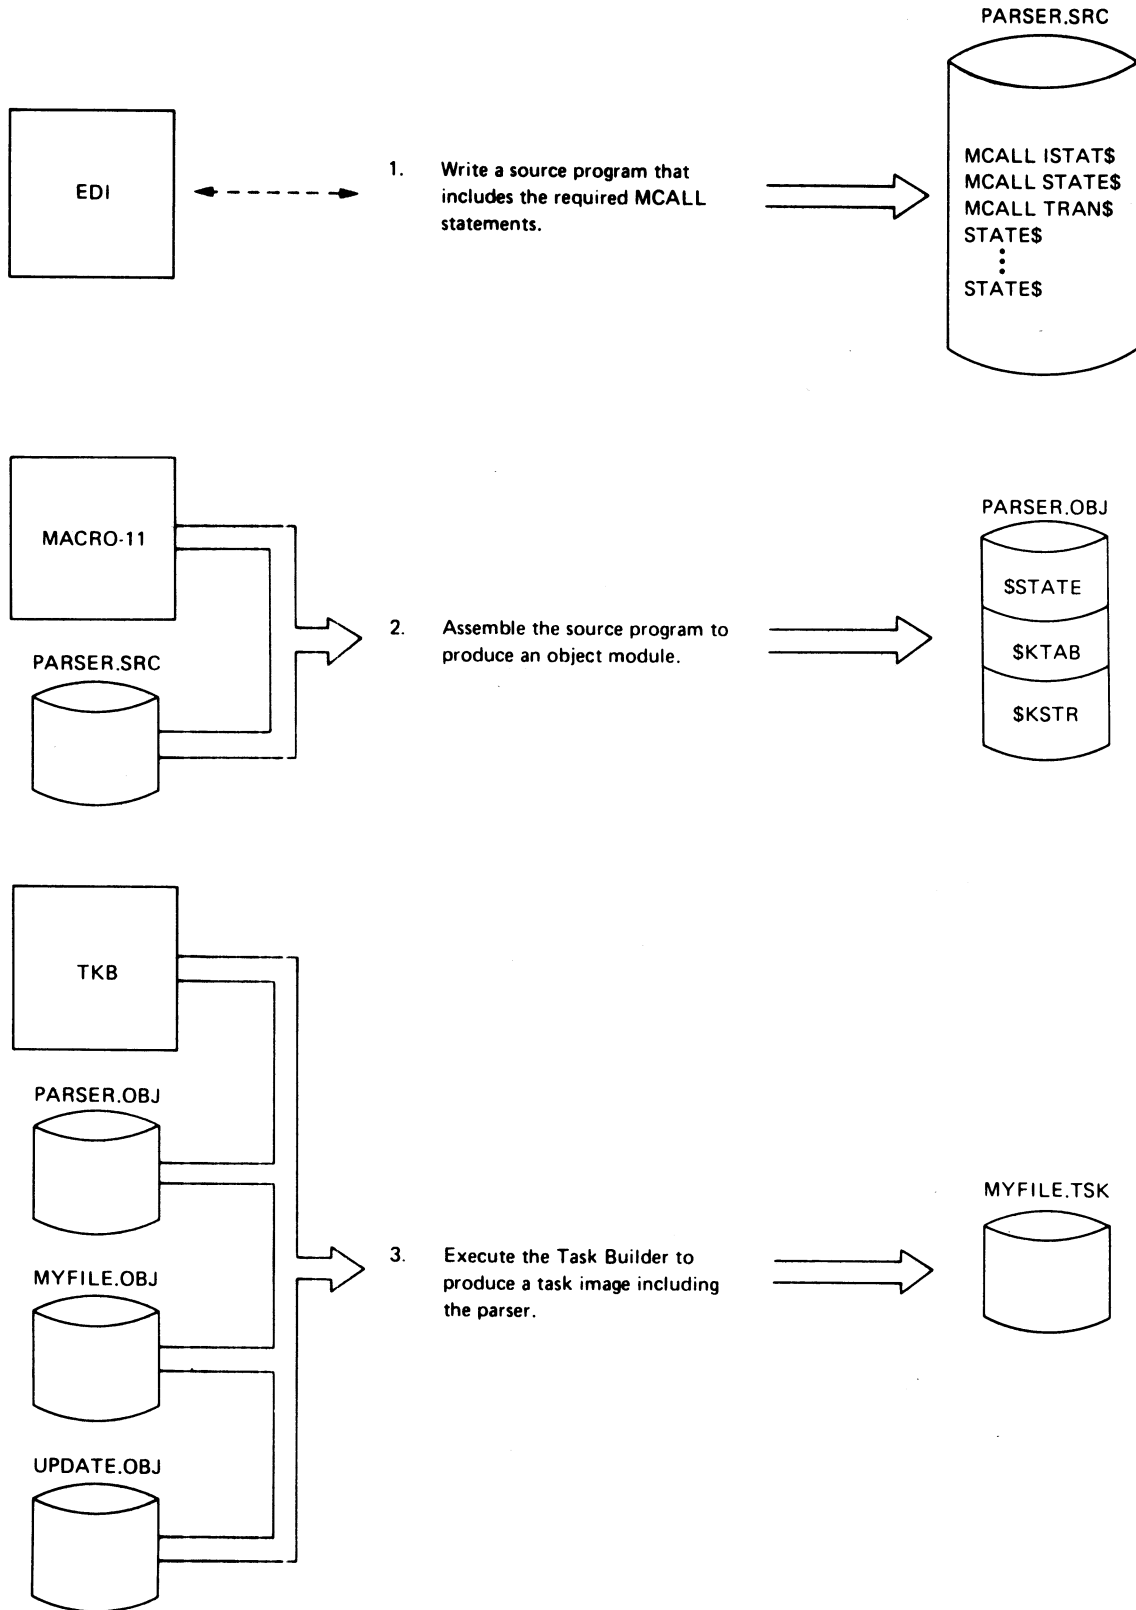 PARSER.SRC
EDI
1. Write a source program that
includes the required MCALL
statements.
MCALL ISTAT$
MCALL STATE$
MCALL TRAN$
STATE$
STATE$
MACRO-11
PARSER.SRC
2. Assemble the source program to
produce an object module.
PARSER.OBJ
$STATE
$KTAB
$KSTR
TKB
PARSER.OBJ
MYFILE.OBJ
UPDATE.OBJ
3. Execute the Task Builder to
produce a task image including
the parser.
MYFILE.TSK